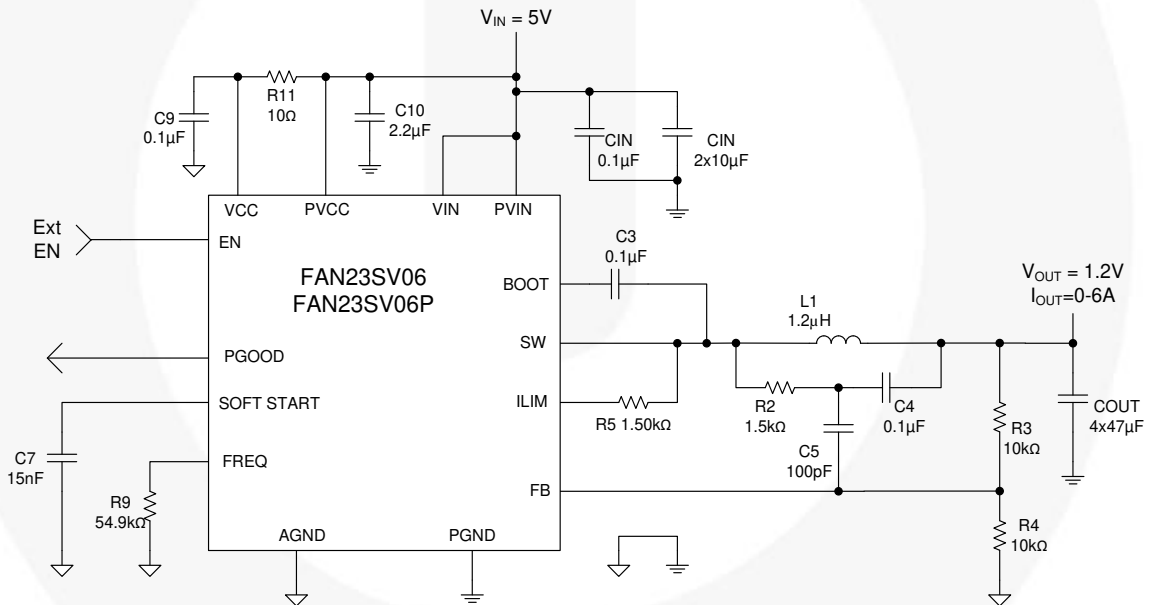 V_IN = 5V
C9
0.1µF
R11
10Ω
C10
2.2µF
CIN
0.1µF
CIN
2x10µF
VCC
PVCC
VIN
PVIN
Ext
EN
EN
FAN23SV06
FAN23SV06P
BOOT
C3
0.1µF
V_OUT = 1.2V
I_OUT=0-6A
L1
1.2µH
SW
PGOOD
SOFT START
ILIM
R5 1.50kΩ
R2
1.5kΩ
C4
0.1µF
C5
100pF
R3
10kΩ
COUT
4x47µF
C7
15nF
FREQ
R9
54.9kΩ
FB
R4
10kΩ
AGND
PGND